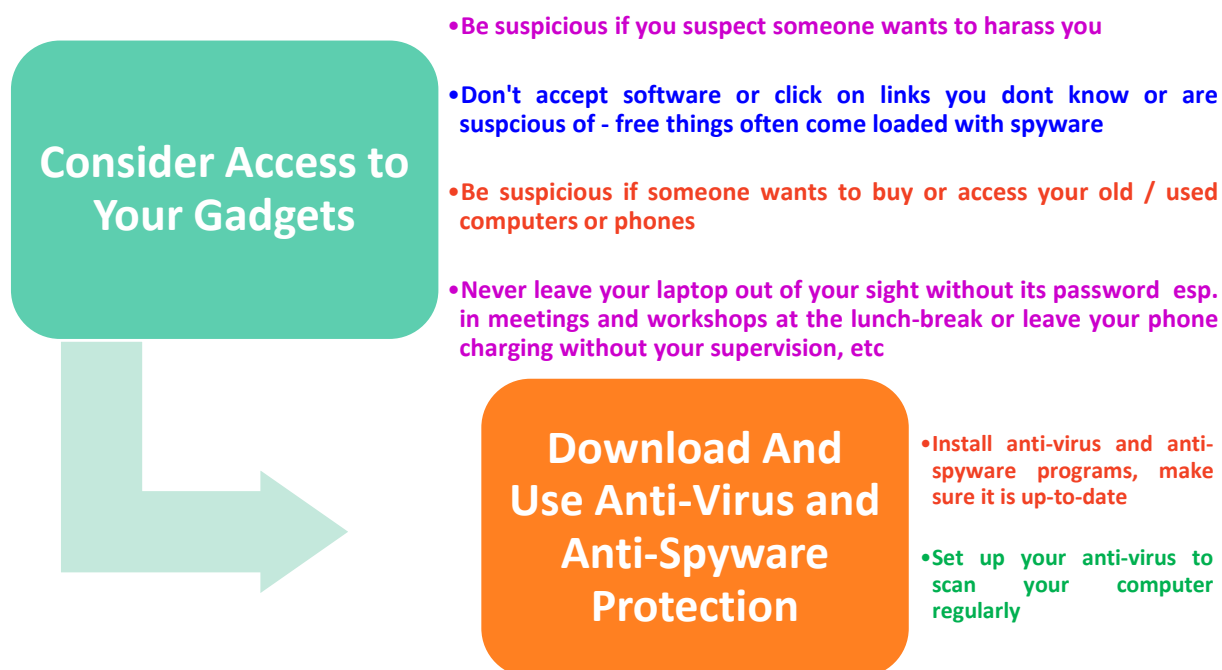 •Be suspicious if you suspect someone wants to harass you
•Don't accept software or click on links you dont know or are
suspcious of - free things often come loaded with spyware
Consider Access to
Your Gadgets
•Be suspicious if someone wants to buy or access your old / used
computers or phones
•Never leave your laptop out of your sight without its password esp.
in meetings and workshops at the lunch-break or leave your phone
charging without your supervision, etc
Download And
Use Anti-Virus and
Anti-Spyware
Protection
•Install anti-virus and anti-
spyware programs, make
sure it is up-to-date
•Set up your anti-virus to
scan your computer
regularly